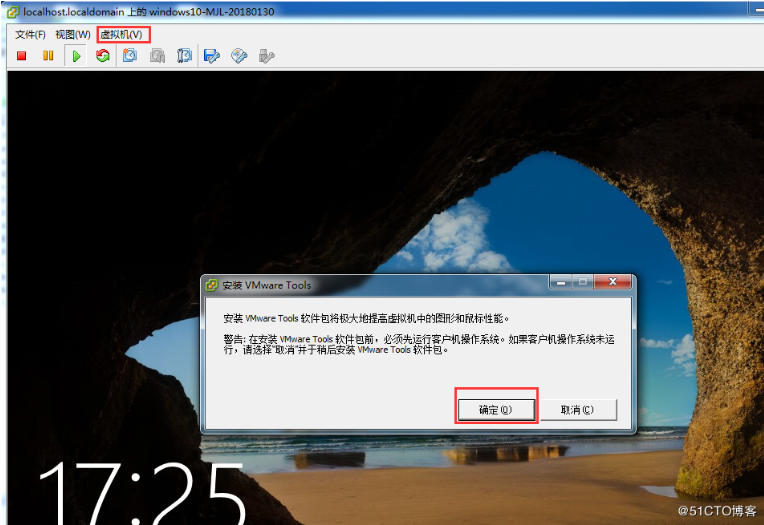 localhost.localdomain 上的 windows10-MJL-20180130
文件(F) 视图(W) 虚拟机(V)
安装 VMware Tools
安装 VMware Tools 软件包将极大地提高虚拟机中的图形和鼠标性能。
警告: 在安装 VMware Tools 软件包前，必须先运行客户机操作系统。如果客户机操作系统未运
行，请选择“取消”并于稍后安装 VMware Tools 软件包。
确定(O) 取消(C)
17:25
@51CTO博客